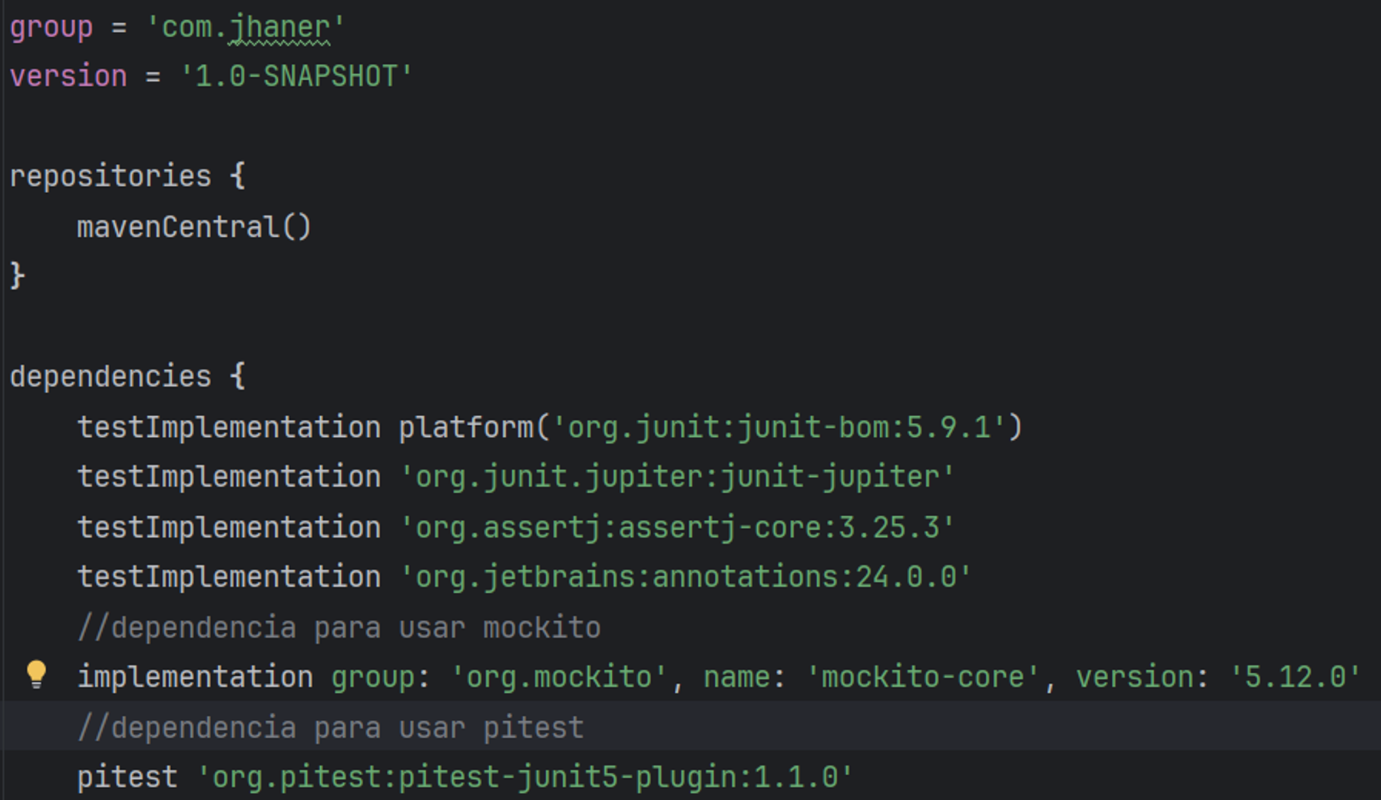 group = 'com.jhaner'
version = '1.0-SNAPSHOT'
repositories {
    mavenCentral()
}
dependencies {
    testImplementation platform('org.junit:junit-bom:5.9.1')
    testImplementation 'org.junit.jupiter:junit-jupiter'
    testImplementation 'org.assertj:assertj-core:3.25.3'
    testImplementation 'org.jetbrains:annotations:24.0.0'
    //dependencia para usar mockito
    implementation group: 'org.mockito', name: 'mockito-core', version: '5.12.0'
    //dependencia para usar pitest
    pitest 'org.pitest:pitest-junit5-plugin:1.1.0'